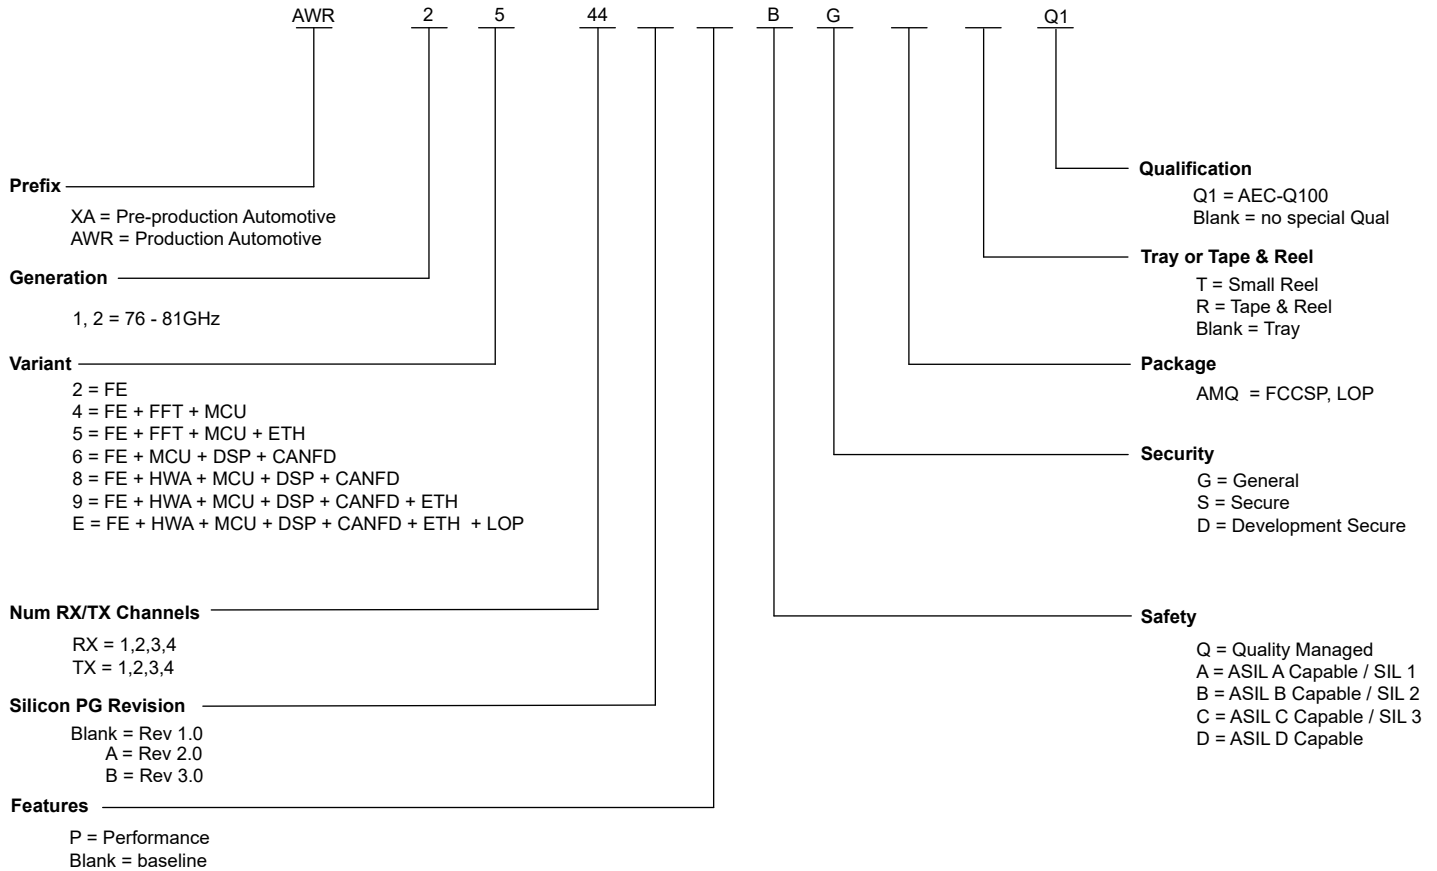 AWR 2 5 44 B G Q1
Prefix
XA = Pre-production Automotive
AWR = Production Automotive
Generation
1, 2 = 76 - 81GHz
Variant
2 = FE
4 = FE + FFT + MCU
5 = FE + FFT + MCU + ETH
6 = FE + MCU + DSP + CANFD
8 = FE + HWA + MCU + DSP + CANFD
9 = FE + HWA + MCU + DSP + CANFD + ETH
E = FE + HWA + MCU + DSP + CANFD + ETH + LOP
Num RX/TX Channels
RX = 1,2,3,4
TX = 1,2,3,4
Silicon PG Revision
Blank = Rev 1.0
A = Rev 2.0
B = Rev 3.0
Features
P = Performance
Blank = baseline
Qualification
Q1 = AEC-Q100
Blank = no special Qual
Tray or Tape & Reel
T = Small Reel
R = Tape & Reel
Blank = Tray
Package
AMQ = FCCSP, LOP
Security
G = General
S = Secure
D = Development Secure
Safety
Q = Quality Managed
A = ASIL A Capable / SIL 1
B = ASIL B Capable / SIL 2
C = ASIL C Capable / SIL 3
D = ASIL D Capable